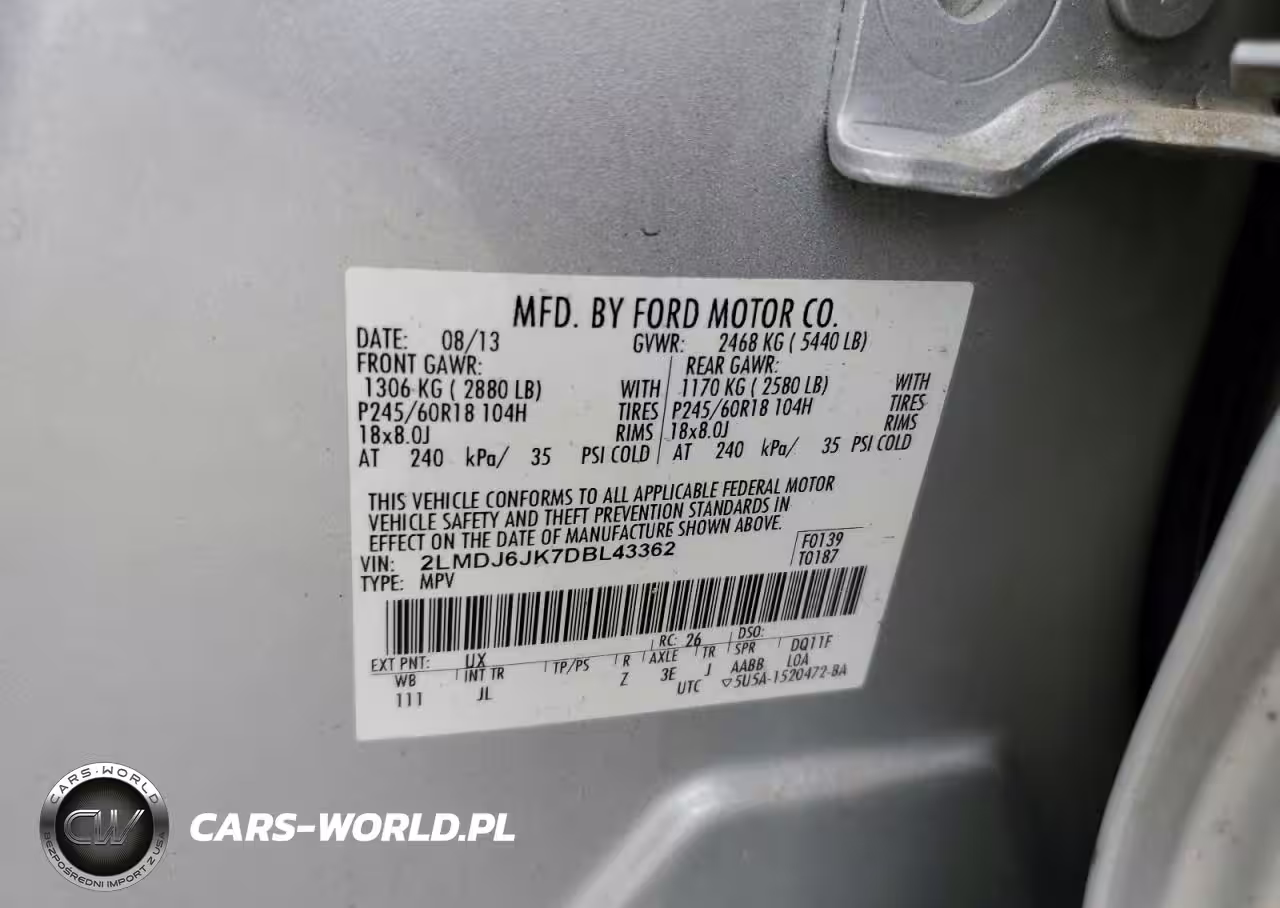 MFD. BY FORD MOTOR CO.
DATE: 08/13 GVWR: 2468 KG ( 5440 LB)
FRONT GAWR: REAR GAWR:
1306 KG ( 2880 LB) WITH 1170 KG ( 2580 LB) WITH
P245/60R18 104H TIRES P245/60R18 104H TIRES
18x8.0J RIMS 18x8.0J RIMS
AT 240 kPa/ 35 PSI COLD AT 240 kPa/ 35 PSI COLD
THIS VEHICLE CONFORMS TO ALL APPLICABLE FEDERAL MOTOR
VEHICLE SAFETY AND THEFT PREVENTION STANDARDS IN
EFFECT ON THE DATE OF MANUFACTURE SHOWN ABOVE.
VIN: 2LMDJ6JK7DBL43362 F0139
TYPE: MPV T0187
EXT PNT: UX RC: 26 DSO:
WB INT TR TP/PS R AXLE TR SPR DQ11F
111 JL Z 3E J AABB LOA
UTC ▽5U5A-1520472-BA
CARS-WORLD
CW
BEZPOŚREDNI IMPORT Z USA
CARS-WORLD.PL